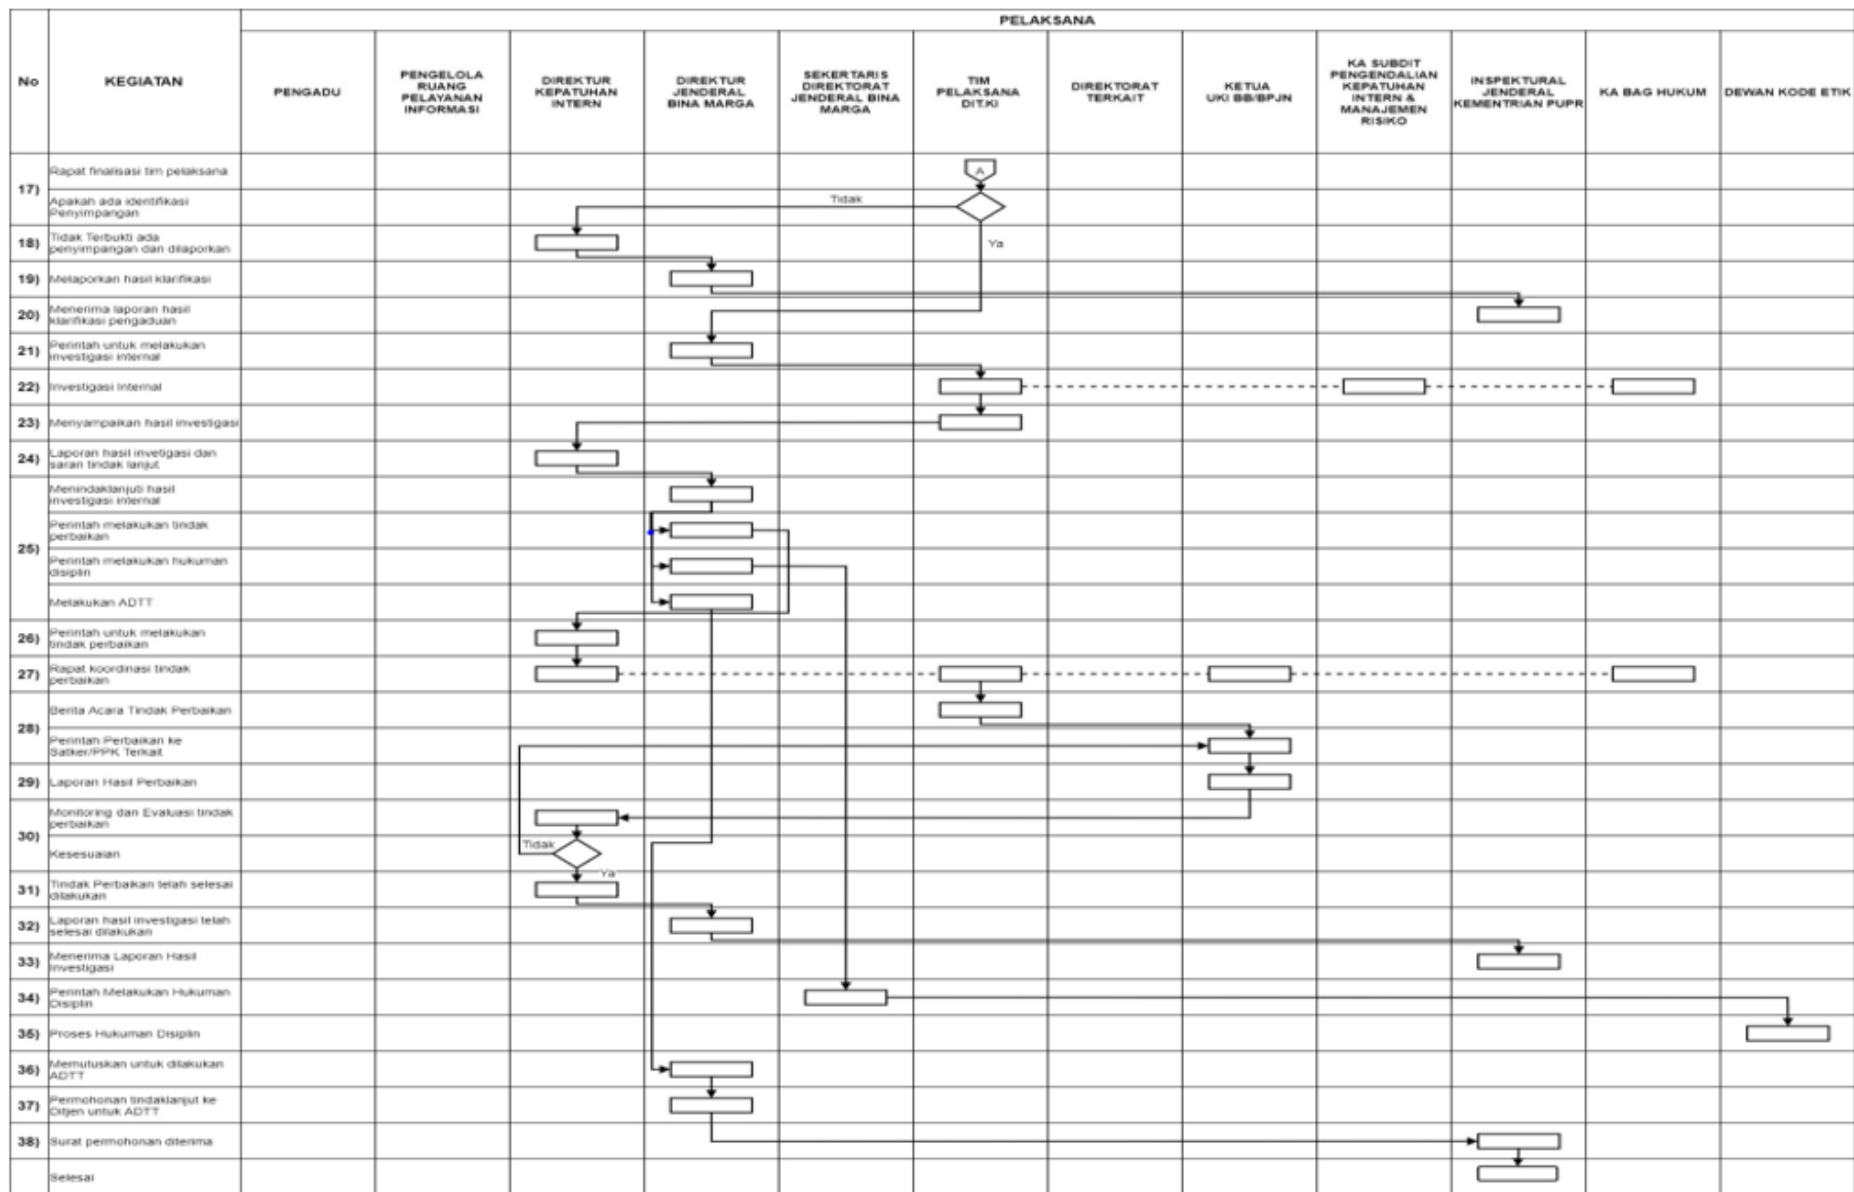 PELAKSANA
No
KEGIATAN
PENGADU
PENGELOLA
RUANG
PELAYANAN
INFORMASI
DIREKTUR
KEPATUHAN
INTERN
DIREKTUR
JENDERAL
BINA MARGA
SEKERTARIS
DIREKTORAT
JENDERAL BINA
MARGA
TIM
PELAKSANA
DIT.KI
DIREKTORAT
TERKAIT
KETUA
UKI BB/BPJN
KA SUBDIT
PENGENDALIAN
KEPATUHAN
INTERN &
MANAJEMEN
RISIKO
INSPEKTURAL
JENDERAL
KEMENTRIAN PUPR
KA BAG HUKUM
DEWAN KODE ETIK
17)
Rapat finalisasi tim pelaksana
A
Apakah ada identifikasi
Penyimpangan
Tidak
18)
Tidak Terbukti ada
penyimpangan dan dilaporkan
Ya
19)
Melaporkan hasil klarifikasi
20)
Menerima laporan hasil
klarifikasi pengaduan
21)
Perintah untuk melakukan
investigasi internal
22)
Investigasi Internal
23)
Menyampaikan hasil investigasi
24)
Laporan hasil invetigasi dan
saran tindak lanjut
25)
Menindaklanjuti hasil
investigasi internal
Perintah melakukan tindak
perbaikan
Perintah melakukan hukuman
disiplin
Melakukan ADTT
26)
Perintah untuk melakukan
tindak perbaikan
27)
Rapat koordinasi tindak
perbaikan
28)
Berita Acara Tindak Perbaikan
Perintah Perbaikan ke
Satker/PPK Terkait
29)
Laporan Hasil Perbaikan
30)
Monitoring dan Evaluasi tindak
perbaikan
Kesesuaian
Tidak
Ya
31)
Tindak Perbaikan telah selesai
dilakukan
32)
Laporan hasil investigasi telah
selesai dilakukan
33)
Menerima Laporan Hasil
Investigasi
34)
Perintah Melakukan Hukuman
Disiplin
35)
Proses Hukuman Disiplin
36)
Memutuskan untuk dilakukan
ADTT
37)
Permohonan tindaklanjut ke
Ditjen untuk ADTT
38)
Surat permohonan diterima
Selesai